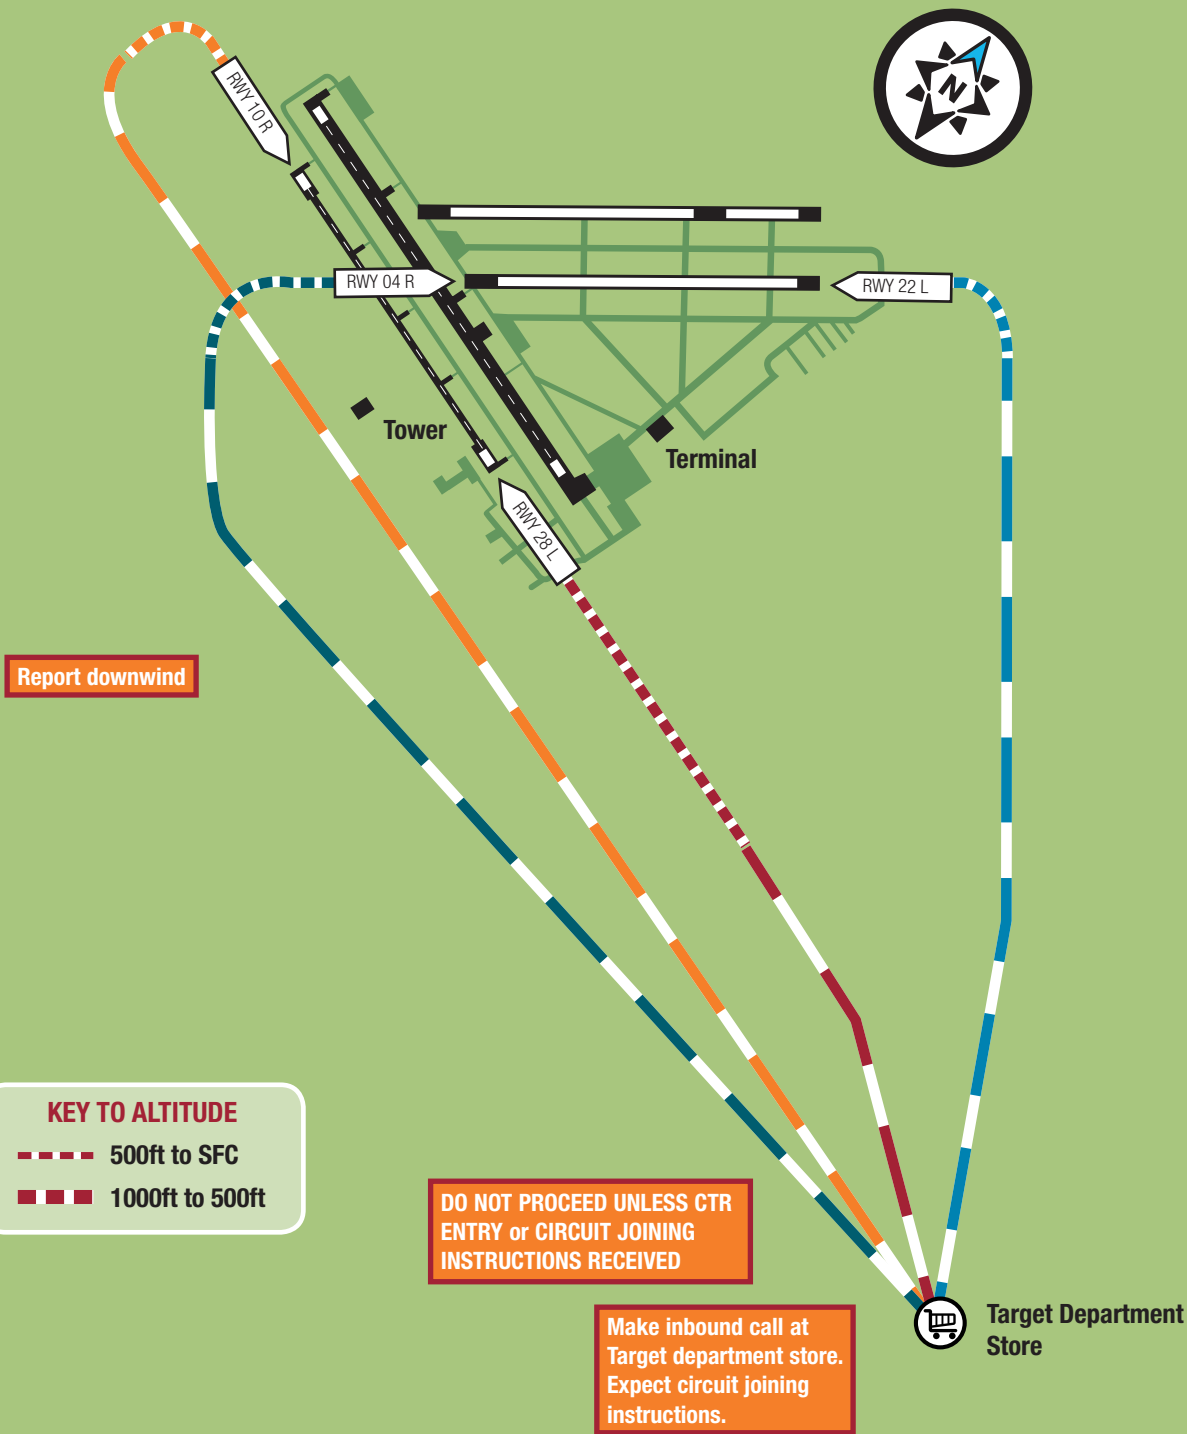 N
RWY 10 R
RWY 04 R
RWY 22 L
Tower
Terminal
RWY 28 L
Report downwind
KEY TO ALTITUDE
500ft to SFC
1000ft to 500ft
DO NOT PROCEED UNLESS CTR
ENTRY or CIRCUIT JOINING
INSTRUCTIONS RECEIVED
Target Department
Store
Make inbound call at
Target department store.
Expect circuit joining
instructions.